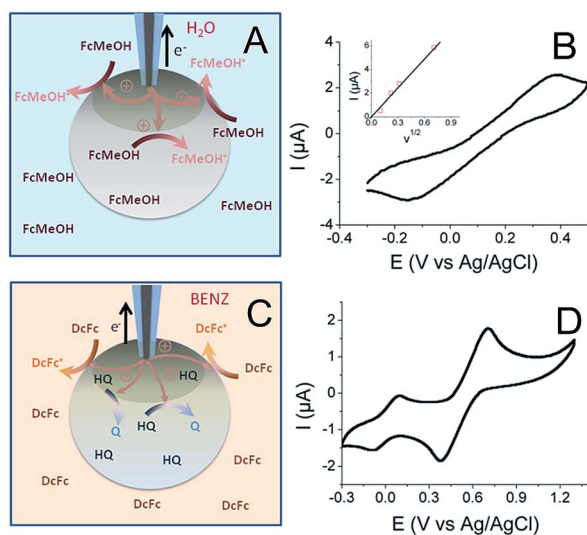 A
H₂O
e⁻
FcMeOH
FcMeOH⁺
FcMeOH⁺
⊕
⊕
⊕
FcMeOH
FcMeOH
FcMeOH⁺
FcMeOH
FcMeOH
FcMeOH
FcMeOH
FcMeOH
B
I (µA)
4
2
0
-2
-4
-0.4
0.0
0.4
E (V vs Ag/AgCl)
I (µA)
6
4
2
0
0.0
0.3
0.6
0.9
v^1/2
C
BENZ
e⁻
DcFc
DcFc⁺
DcFc⁺
⊕
⊕
⊕
DcFc
HQ
HQ
DcFc
Q
HQ
Q
HQ
HQ
DcFc
DcFc
DcFc
DcFc
DcFc
D
I (µA)
2
1
0
-1
-2
-0.3
0.0
0.3
0.6
0.9
1.2
E (V vs Ag/AgCl)